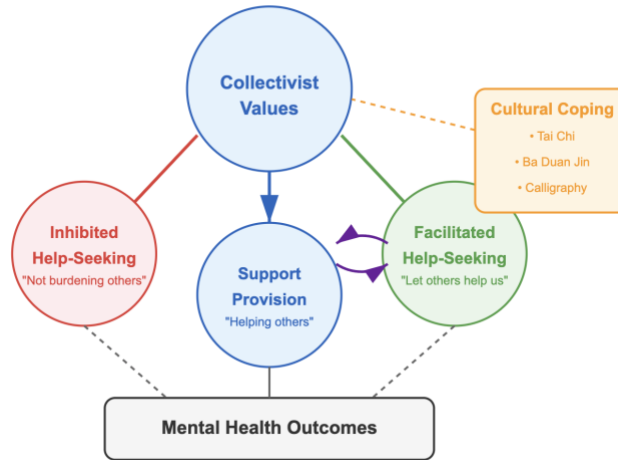 Collectivist
Values
Cultural Coping
• Tai Chi
• Ba Duan Jin
• Calligraphy
Inhibited
Help-Seeking
"Not burdening others"
Support
Provision
"Helping others"
Facilitated
Help-Seeking
"Let others help us"
Mental Health Outcomes